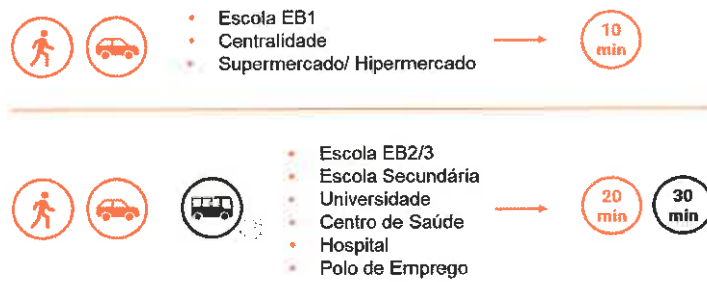 Escola EB1
Centralidade
Supermercado/ Hipermercado
10
min
Escola EB2/3
Escola Secundária
Universidade
Centro de Saúde
Hospital
Polo de Emprego
20
min
30
min